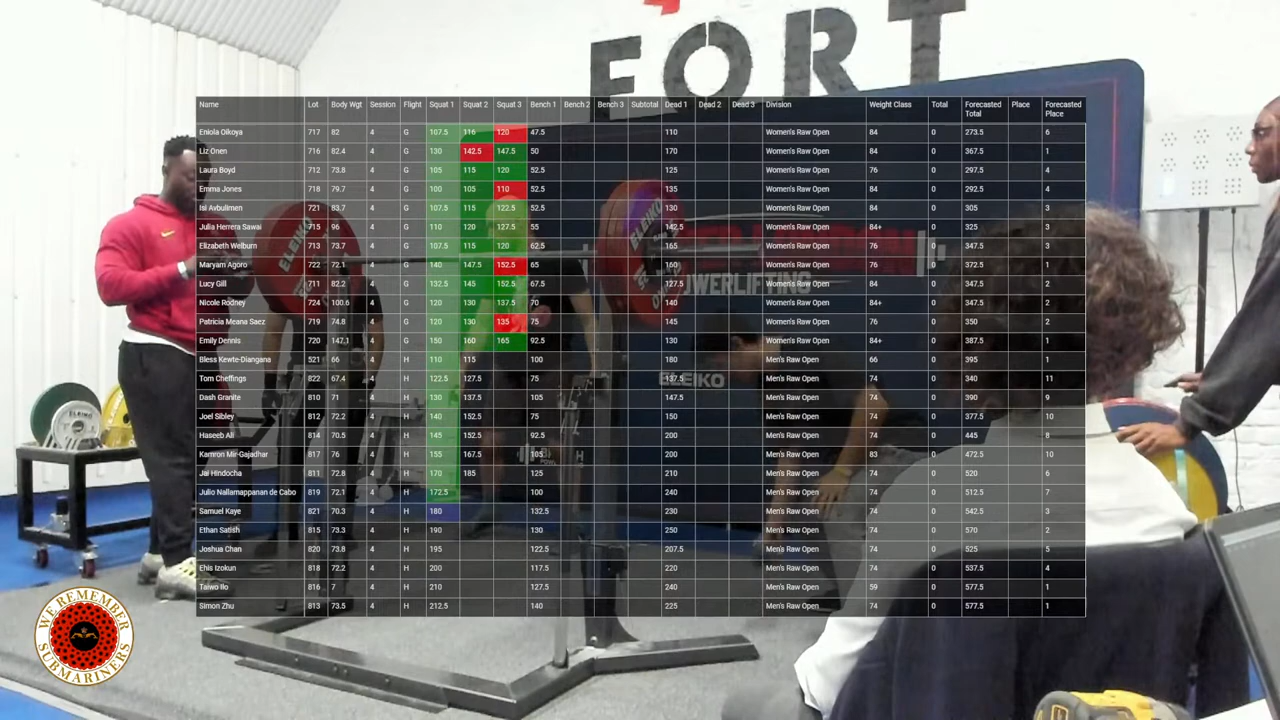 FORT
Name Lot Body Wgt Session Flight Squat 1 Squat 2 Squat 3 Bench 1 Bench 2 Bench 3 Subtotal Dead 1 Dead 2 Dead 3 Division Weight Class Total Forecasted Total Place Forecasted Place
Eniola Oikoya 717 82 4 G 107.5 116 120 47.5 110 Women's Raw Open 84 0 273.5 6
Liz Onen 716 82.4 4 G 130 142.5 147.5 50 170 Women's Raw Open 84 0 367.5 1
Laura Boyd 712 73.8 4 G 105 115 120 52.5 125 Women's Raw Open 76 0 297.5 4
Emma Jones 718 79.7 4 G 100 105 110 52.5 135 Women's Raw Open 84 0 292.5 4
Isi Avbulimen 721 83.7 4 G 107.5 115 122.5 52.5 130 Women's Raw Open 84 0 305 3
Julia Herrera Sawai 715 96 4 G 110 120 127.5 55 142.5 Women's Raw Open 84+ 0 325 3
Elizabeth Welburn 713 73.7 4 G 107.5 115 120 62.5 165 Women's Raw Open 76 0 347.5 3
Maryam Agoro 722 72.1 4 G 140 147.5 152.5 65 160 Women's Raw Open 76 0 372.5 1
Lucy Gill 711 82.2 4 G 132.5 145 152.5 67.5 127.5 Women's Raw Open 84 0 347.5 2
Nicole Rodney 724 100.6 4 G 120 130 137.5 70 140 Women's Raw Open 84+ 0 347.5 2
Patricia Meana Saez 719 74.8 4 G 120 130 135 75 145 Women's Raw Open 76 0 350 2
Emily Dennis 720 147.1 4 G 150 160 165 92.5 130 Women's Raw Open 84+ 0 387.5 1
Bless Kewte-Diangana 521 66 4 H 110 115 100 180 Men's Raw Open 66 0 395 1
Tom Cheffings 822 67.4 4 H 122.5 127.5 75 137.5 Men's Raw Open 74 0 340 11
Dash Granite 810 71 4 H 130 137.5 105 147.5 Men's Raw Open 74 0 390 9
Joel Sibley 812 72.2 4 H 140 152.5 75 150 Men's Raw Open 74 0 377.5 10
Haseeb Ali 814 70.5 4 H 145 152.5 92.5 200 Men's Raw Open 74 0 445 8
Kamron Mir-Gajadhar 817 76 4 H 155 167.5 105 200 Men's Raw Open 83 0 472.5 10
Jai Hindocha 811 72.8 4 H 170 185 125 210 Men's Raw Open 74 0 520 6
Julio Nallamappanan de Cabo 819 72.1 4 H 172.5 100 240 Men's Raw Open 74 0 512.5 7
Samuel Kaye 821 70.3 4 H 180 132.5 230 Men's Raw Open 74 0 542.5 3
Ethan Satish 815 73.3 4 H 190 130 250 Men's Raw Open 74 0 570 2
Joshua Chan 820 73.8 4 H 195 122.5 207.5 Men's Raw Open 74 0 525 5
Ehis Izokun 818 72.2 4 H 200 117.5 220 Men's Raw Open 74 0 537.5 4
Taiwo Ilo 816 7 4 H 210 127.5 240 Men's Raw Open 59 0 577.5 1
Simon Zhu 813 73.5 4 H 212.5 140 225 Men's Raw Open 74 0 577.5 1
ELEIKO
ELEIKO
POWERLIFTING
ELEIKO
ELEIKO
WE REMEMBER
SUBMARINERS